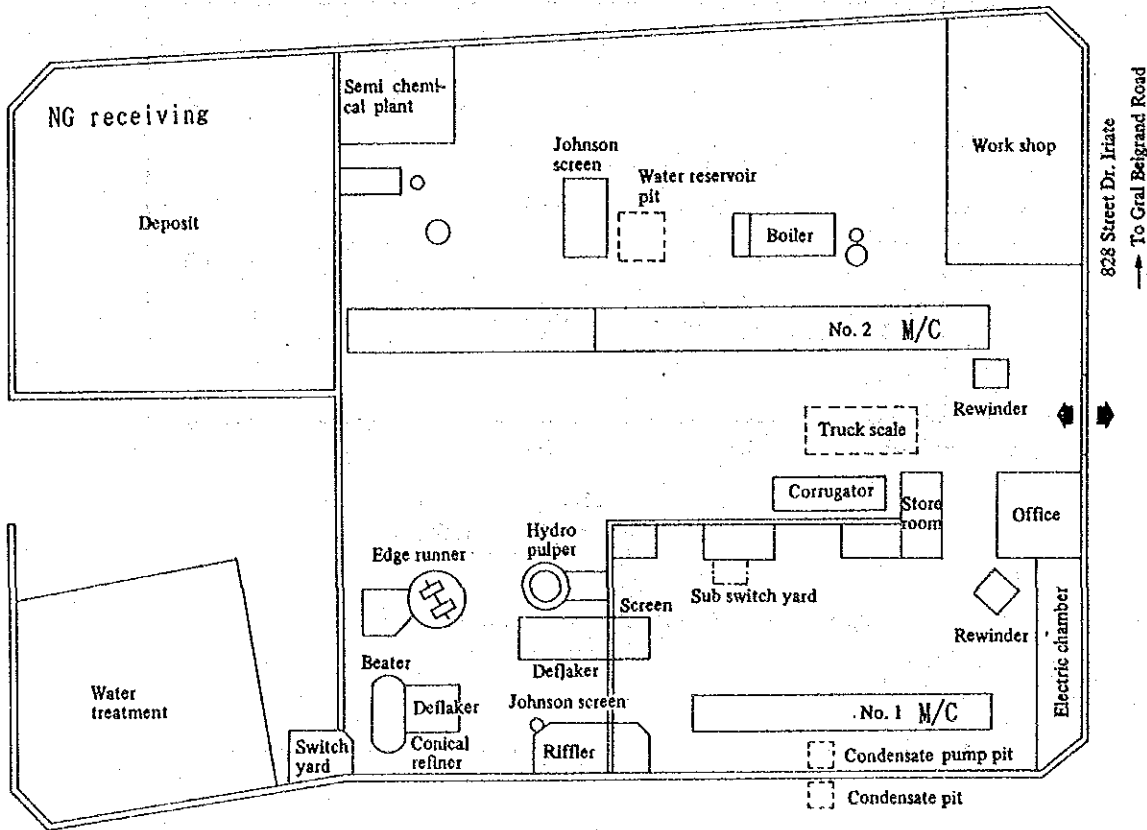 NG receiving
Deposit
Semi chemi-
cal plant
Johnson
screen
Water reservoir
pit
Boiler
Work shop
828 Street Dr. Iriate
To Gral Belgrand Road
No. 2 M/C
Rewinder
Truck scale
Corrugator
Store
room
Office
Hydro
pulper
Edge runner
Sub switch yard
Screen
Rewinder
Electric chamber
Deflaker
Beater
Deflaker
Conical
refiner
Johnson screen
Riffler
No. 1 M/C
Water
treatment
Switch
yard
Condensate pump pit
Condensate pit